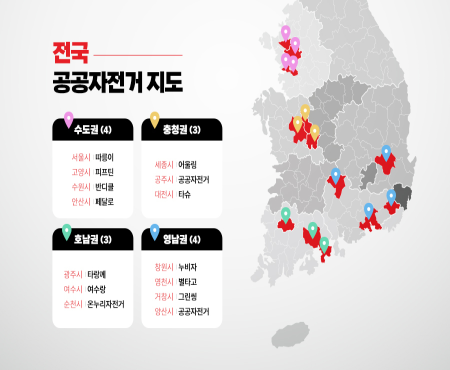 전국
공공자전거 지도
수도권 (4)
서울시 따릉이
고양시 피프틴
수원시 반디클
안산시 페달로
충청권 (3)
세종시 어울링
공주시 공공자전거
대전시 타슈
호남권 (3)
광주시 타랑께
여수시 여수랑
순천시 온누리자전거
영남권 (4)
창원시 누비자
영천시 별타고
거창시 그린씽
양산시 공공자전거